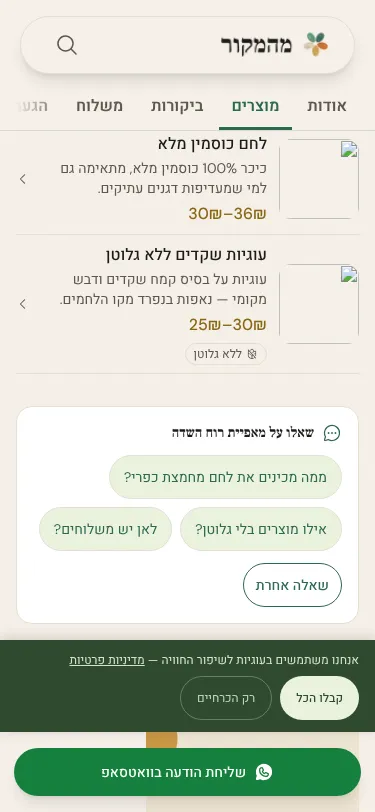 מהמקור
אודות
מוצרים
ביקורות
משלוח
הגעה
לחם כוסמין מלא
כיכר 100% כוסמין מלא, מתאימה גם
למי שמעדיפות דגנים עתיקים.
₪30–₪36
עוגיות שקדים ללא גלוטן
עוגיות על בסיס קמח שקדים ודבש
מקומי — נאפות בנפרד מקו הלחמים.
₪25–₪30
ללא גלוטן
שאלו על מאפיית רוח השדה
ממה מכינים את לחם מחמצת כפרי?
אילו מוצרים בלי גלוטן?
לאן יש משלוחים?
שאלה אחרת
אנחנו משתמשים בעוגיות לשיפור החוויה — מדיניות פרטיות
קבלו הכל
רק הכרחיים
שליחת הודעה בוואטסאפ